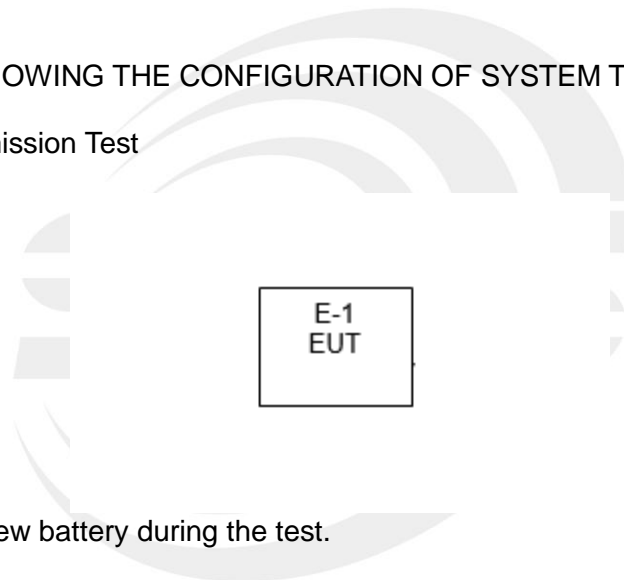 OWING THE CONFIGURATION OF SYSTEM T
ission Test
E-1
EUT
ew battery during the test.